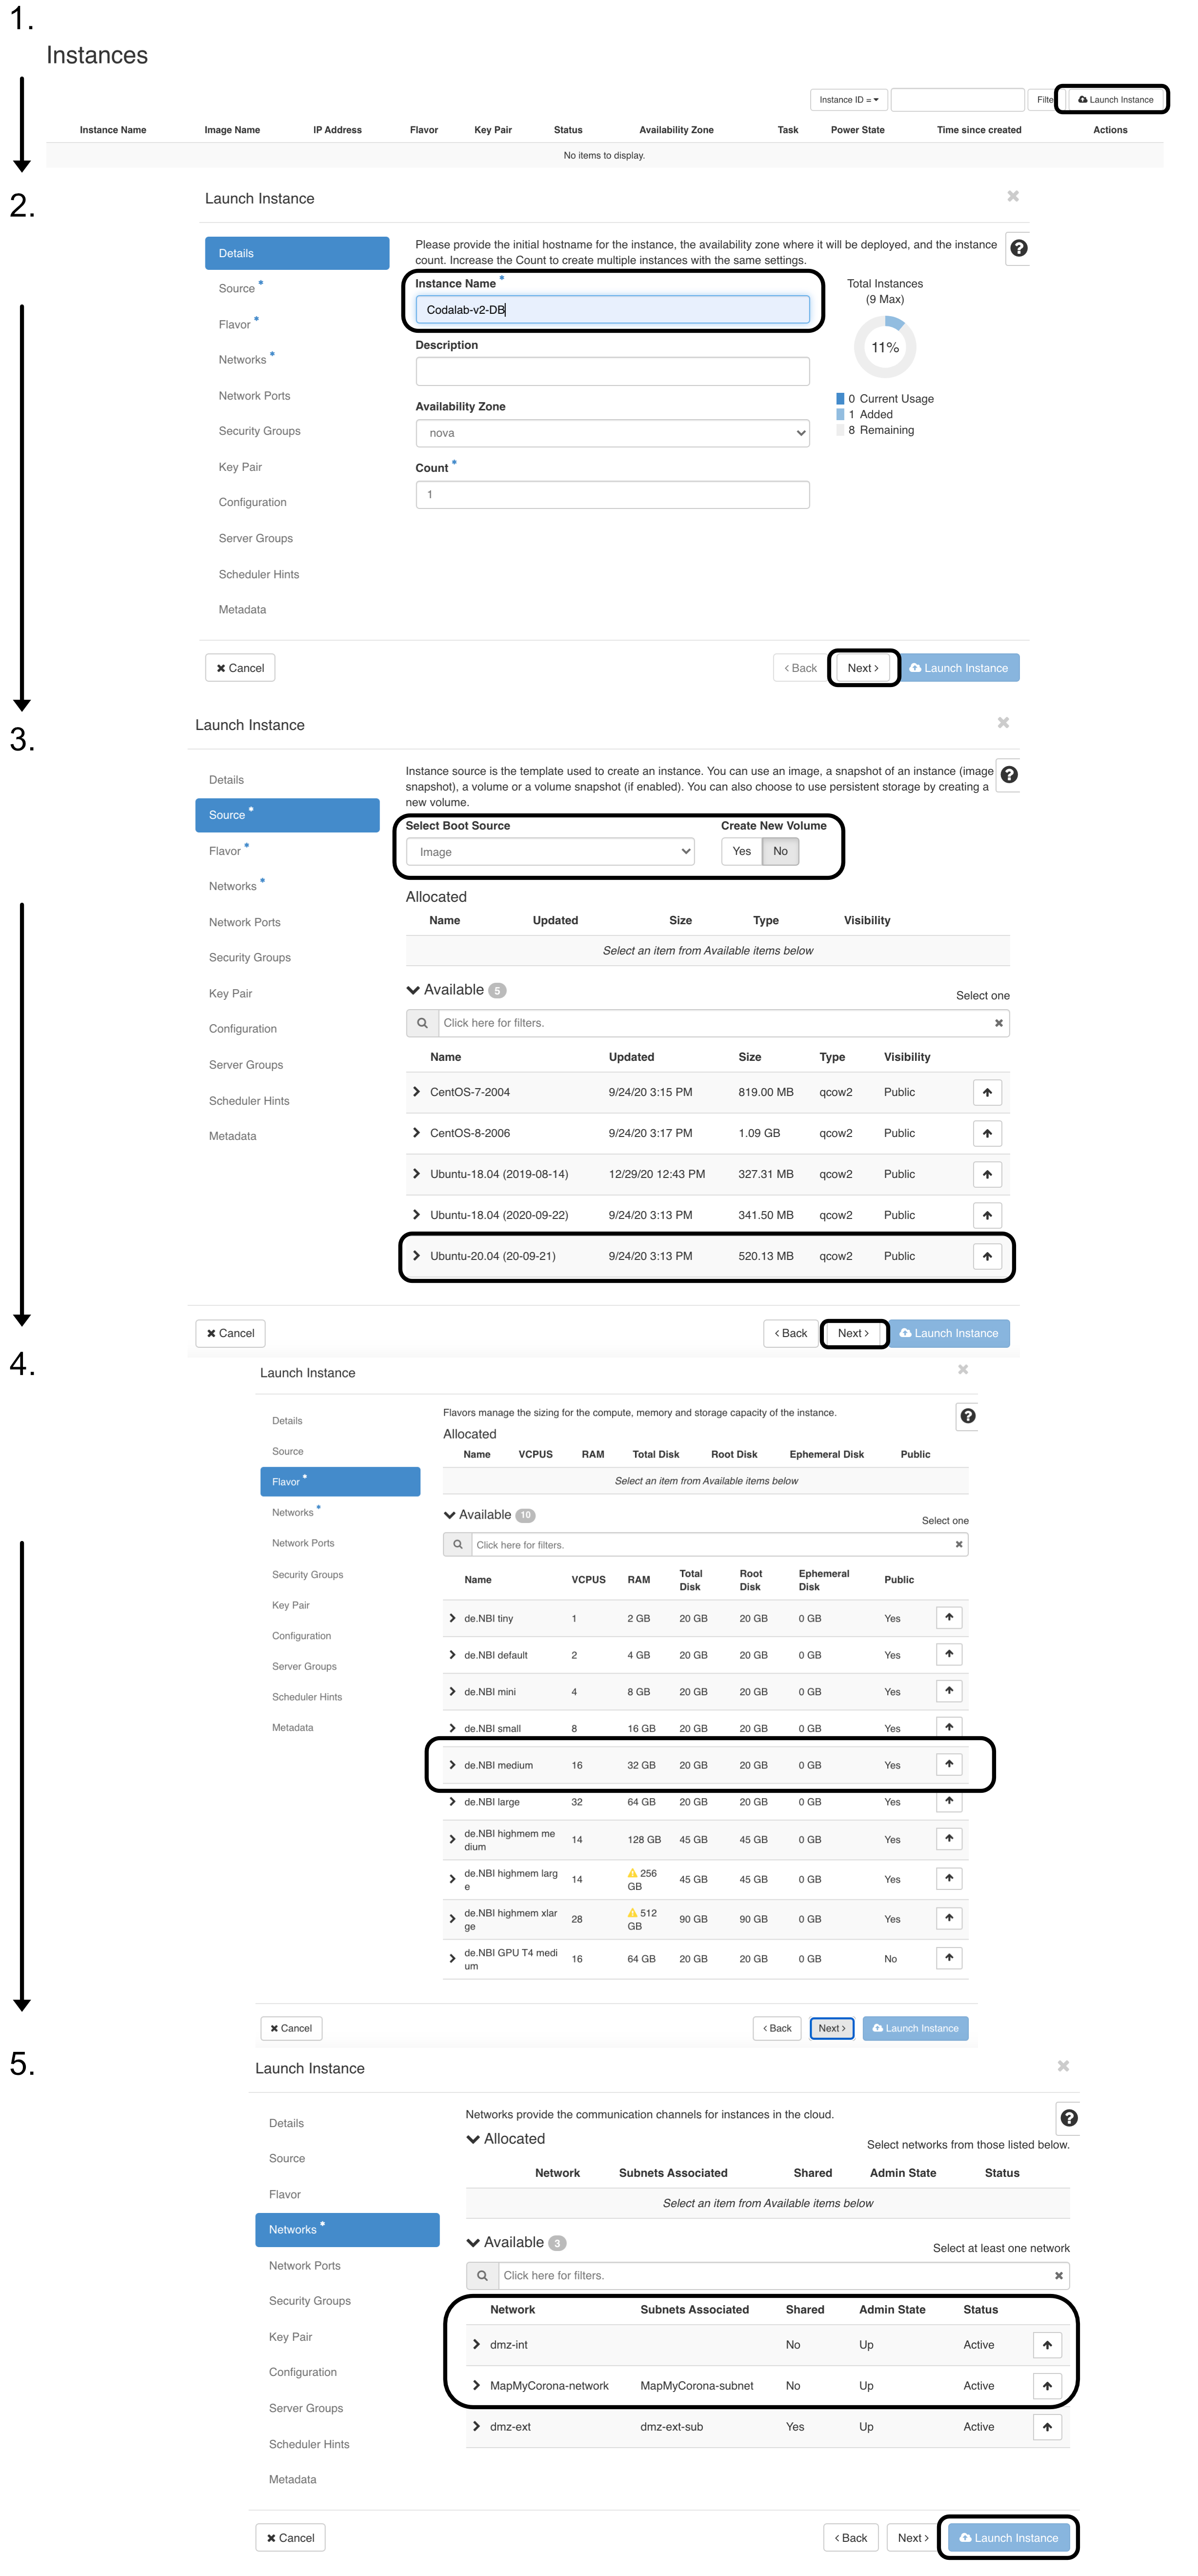 1.
Instances
Instance ID = Filte Launch Instance
Instance Name Image Name IP Address Flavor Key Pair Status Availability Zone Task Power State Time since created Actions
No items to display.
2.
Launch Instance
Details
Source *
Flavor *
Networks *
Network Ports
Security Groups
Key Pair
Configuration
Server Groups
Scheduler Hints
Metadata
Please provide the initial hostname for the instance, the availability zone where it will be deployed, and the instance
count. Increase the Count to create multiple instances with the same settings.
Instance Name *
Codalab-v2-DB
Description
Availability Zone
nova
Count *
1
Total Instances
(9 Max)
11%
0 Current Usage
1 Added
8 Remaining
Cancel < Back Next > Launch Instance
3.
Launch Instance
Details
Source *
Flavor *
Networks *
Network Ports
Security Groups
Key Pair
Configuration
Server Groups
Scheduler Hints
Metadata
Instance source is the template used to create an instance. You can use an image, a snapshot of an instance (image
snapshot), a volume or a volume snapshot (if enabled). You can also choose to use persistent storage by creating a
new volume.
Select Boot Source Create New Volume
Image Yes No
Allocated
Name Updated Size Type Visibility
Select an item from Available items below
Available 5
Select one
Click here for filters.
Name Updated Size Type Visibility
CentOS-7-2004 9/24/20 3:15 PM 819.00 MB qcow2 Public
CentOS-8-2006 9/24/20 3:17 PM 1.09 GB qcow2 Public
Ubuntu-18.04 (2019-08-14) 12/29/20 12:43 PM 327.31 MB qcow2 Public
Ubuntu-18.04 (2020-09-22) 9/24/20 3:13 PM 341.50 MB qcow2 Public
Ubuntu-20.04 (20-09-21) 9/24/20 3:13 PM 520.13 MB qcow2 Public
Cancel < Back Next > Launch Instance
4.
Launch Instance
Details
Source
Flavor *
Networks *
Network Ports
Security Groups
Key Pair
Configuration
Server Groups
Scheduler Hints
Metadata
Flavors manage the sizing for the compute, memory and storage capacity of the instance.
Allocated
Name VCPUS RAM Total Disk Root Disk Ephemeral Disk Public
Select an item from Available items below
Available 10
Select one
Click here for filters.
Name VCPUS RAM Total Disk Root Disk Ephemeral Disk Public
de.NBI tiny 1 2 GB 20 GB 20 GB 0 GB Yes
de.NBI default 2 4 GB 20 GB 20 GB 0 GB Yes
de.NBI mini 4 8 GB 20 GB 20 GB 0 GB Yes
de.NBI small 8 16 GB 20 GB 20 GB 0 GB Yes
de.NBI medium 16 32 GB 20 GB 20 GB 0 GB Yes
de.NBI large 32 64 GB 20 GB 20 GB 0 GB Yes
de.NBI highmem me
dium 14 128 GB 45 GB 45 GB 0 GB Yes
de.NBI highmem larg
e 14 256 GB 45 GB 45 GB 0 GB Yes
de.NBI highmem xlar
ge 28 512 GB 90 GB 90 GB 0 GB Yes
de.NBI GPU T4 medi
um 16 64 GB 20 GB 20 GB 0 GB No
Cancel < Back Next > Launch Instance
5.
Launch Instance
Details
Source
Flavor
Networks *
Network Ports
Security Groups
Key Pair
Configuration
Server Groups
Scheduler Hints
Metadata
Networks provide the communication channels for instances in the cloud.
Allocated
Select networks from those listed below.
Network Subnets Associated Shared Admin State Status
Select an item from Available items below
Available 3
Select at least one network
Click here for filters.
Network Subnets Associated Shared Admin State Status
dmz-int No Up Active
MapMyCorona-network MapMyCorona-subnet No Up Active
dmz-ext dmz-ext-sub Yes Up Active
Cancel < Back Next > Launch Instance